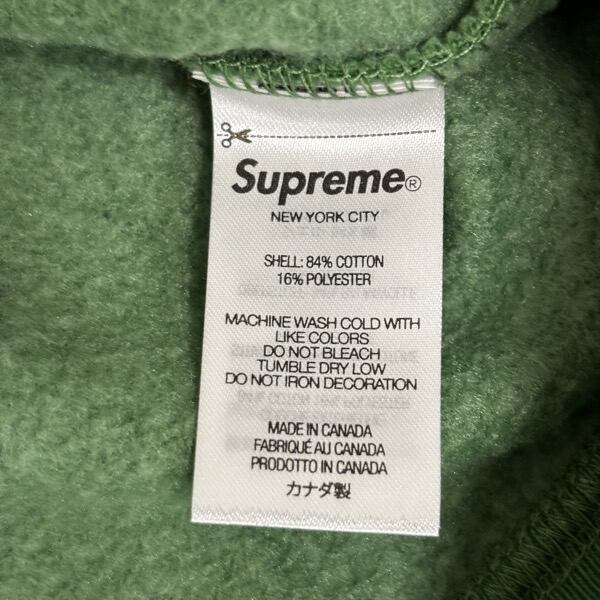 Supreme®
NEW YORK CITY
SHELL: 84% COTTON
16% POLYESTER
MACHINE WASH COLD WITH
LIKE COLORS
DO NOT BLEACH
TUMBLE DRY LOW
DO NOT IRON DECORATION
MADE IN CANADA
FABRIQUÉ AU CANADA
PRODOTTO IN CANADA
カナダ製